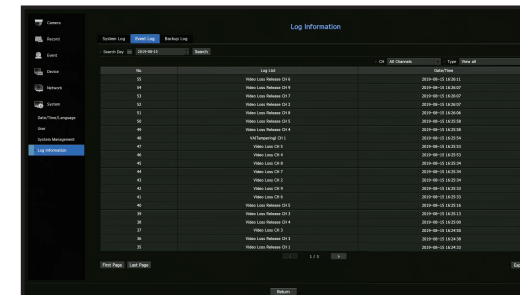 Camera
Log Information
Record
System Log Event Log Backup Log
Search Day 2019-08-15 Search
Event
CH All Channels Type View all
Device
No. Log List Date/Time
55 Video Loss Release CH 6 2019-08-15 16:26:11
54 Video Loss Release CH 9 2019-08-15 16:26:07
Network
53 Video Loss Release CH 7 2019-08-15 16:26:07
52 Video Loss Release CH 2 2019-08-15 16:26:07
System
51 Video Loss Release CH 8 2019-08-15 16:26:06
Date/Time/Language
50 Video Loss Release CH 5 2019-08-15 16:25:58
User
49 Video Loss Release CH 4 2019-08-15 16:25:58
48 VA(Tampering) CH 1 2019-08-15 16:25:54
System Management
47 Video Loss CH 5 2019-08-15 16:25:53
Log Information
46 Video Loss CH 4 2019-08-15 16:25:53
45 Video Loss CH 8 2019-08-15 16:25:34
44 Video Loss CH 7 2019-08-15 16:25:34
43 Video Loss CH 2 2019-08-15 16:25:34
42 Video Loss CH 9 2019-08-15 16:25:33
41 Video Loss CH 6 2019-08-15 16:25:33
40 Video Loss Release CH 5 2019-08-15 16:25:16
39 Video Loss Release CH 3 2019-08-15 16:25:13
38 Video Loss Release CH 4 2019-08-15 16:25:00
37 Video Loss CH 3 2019-08-15 16:24:58
36 Video Loss Release CH 3 2019-08-15 16:24:38
35 Video Loss Release CH 1 2019-08-15 16:24:33
< 1 / 3 >
First Page Last Page
Return